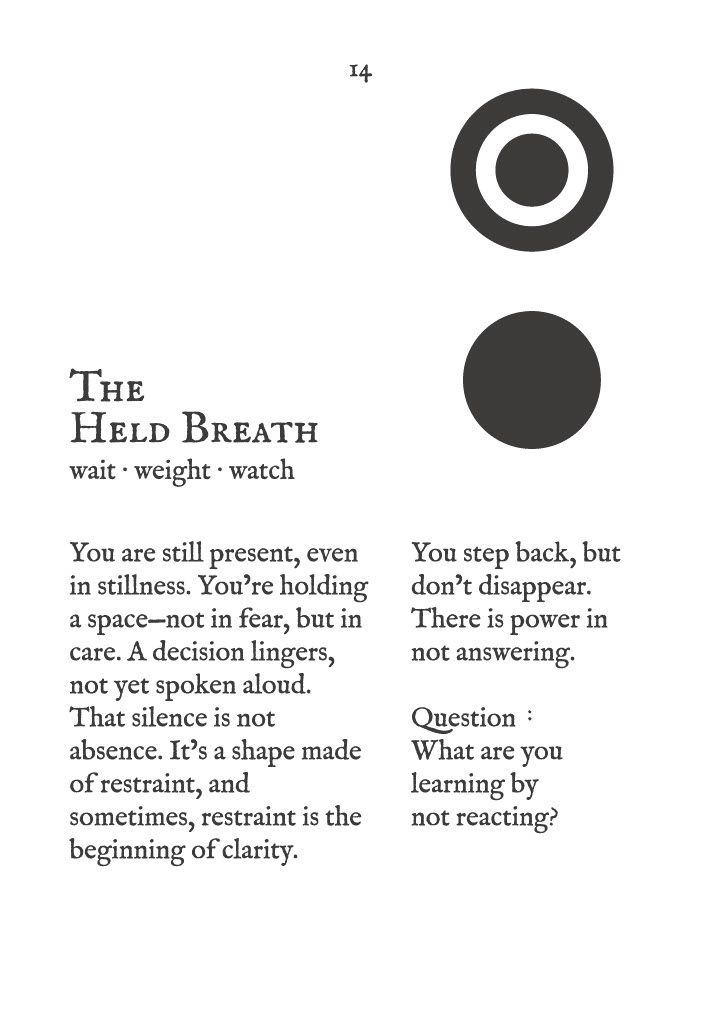 14
The
Held Breath
wait · weight · watch
You are still present, even
in stillness. You’re holding
a space—not in fear, but in
care. A decision lingers,
not yet spoken aloud.
That silence is not
absence. It’s a shape made
of restraint, and
sometimes, restraint is the
beginning of clarity.
You step back, but
don’t disappear.
There is power in
not answering.
Question :
What are you
learning by
not reacting?